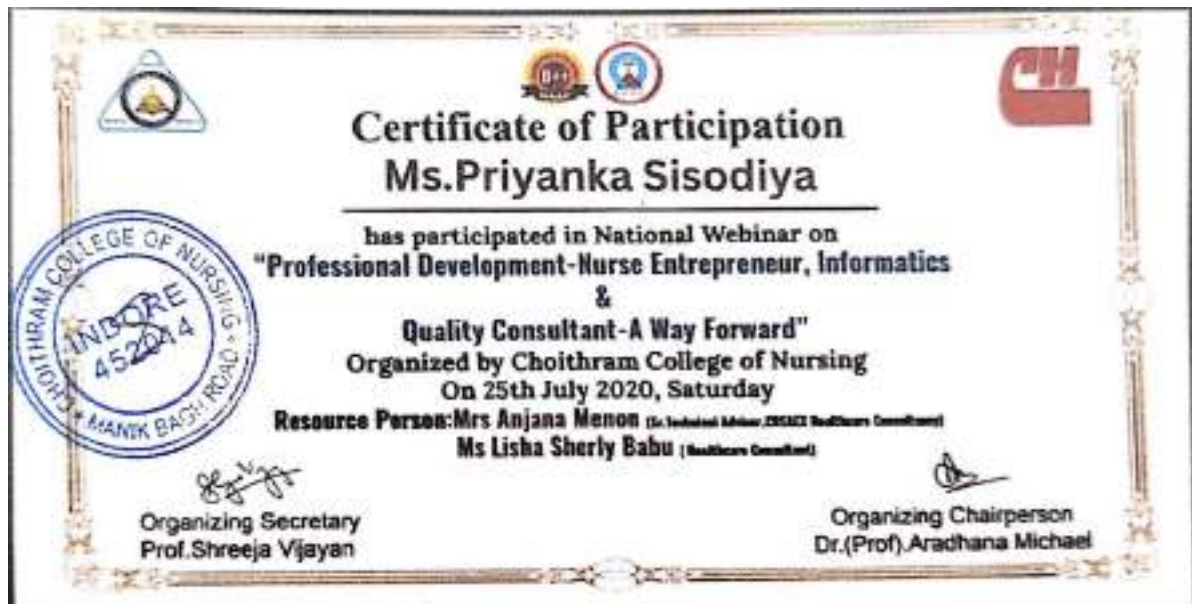 B++
CH
Certificate of Participation
Ms.Priyanka Sisodiya
has participated in National Webinar on
"Professional Development-Nurse Entrepreneur, Informatics
&
Quality Consultant-A Way Forward"
Organized by Choithram College of Nursing
On 25th July 2020, Saturday
Resource Person:Mrs Anjana Menon
Ms Lisha Sherly Babu (Healthcare Consultant)
CHOITHRAM COLLEGE OF NURSING
INDORE
452014
MANIK BAGH ROAD
Organizing Secretary
Prof.Shreeja Vijayan
Organizing Chairperson
Dr.(Prof).Aradhana Michael